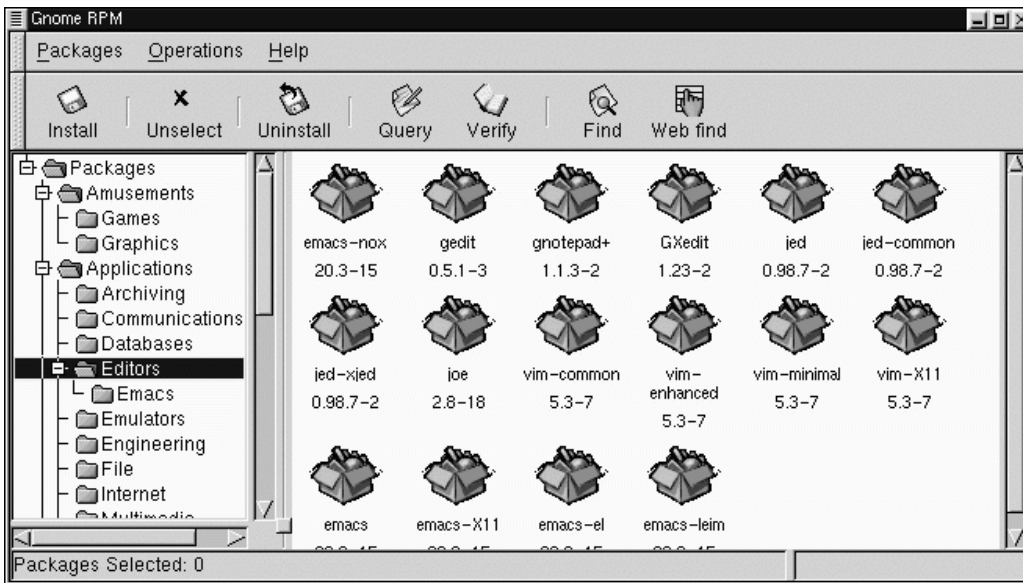 Gnome RPM
Packages Operations Help
Install Unselect Uninstall Query Verify Find Web find
Packages
Amusements
Games
Graphics
Applications
Archiving
Communications
Databases
Editors
Emacs
Emulators
Engineering
File
Internet
emacs-nox gedit gnotepad+ GXedit jed jed-common
20.3-15 0.5.1-3 1.1.3-2 1.23-2 0.98.7-2 0.98.7-2
jed-xjed joe vim-common vim-enhanced vim-minimal vim-X11
0.98.7-2 2.8-18 5.3-7 5.3-7 5.3-7 5.3-7
emacs emacs-X11 emacs-el emacs-leim
Packages Selected: 0